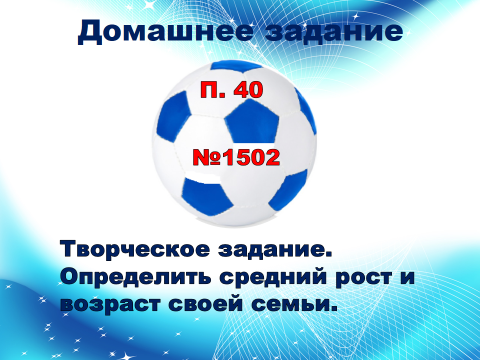 Домашнее задание
П. 40
№1502
Творческое задание.
Определить средний рост и
возраст своей семьи.